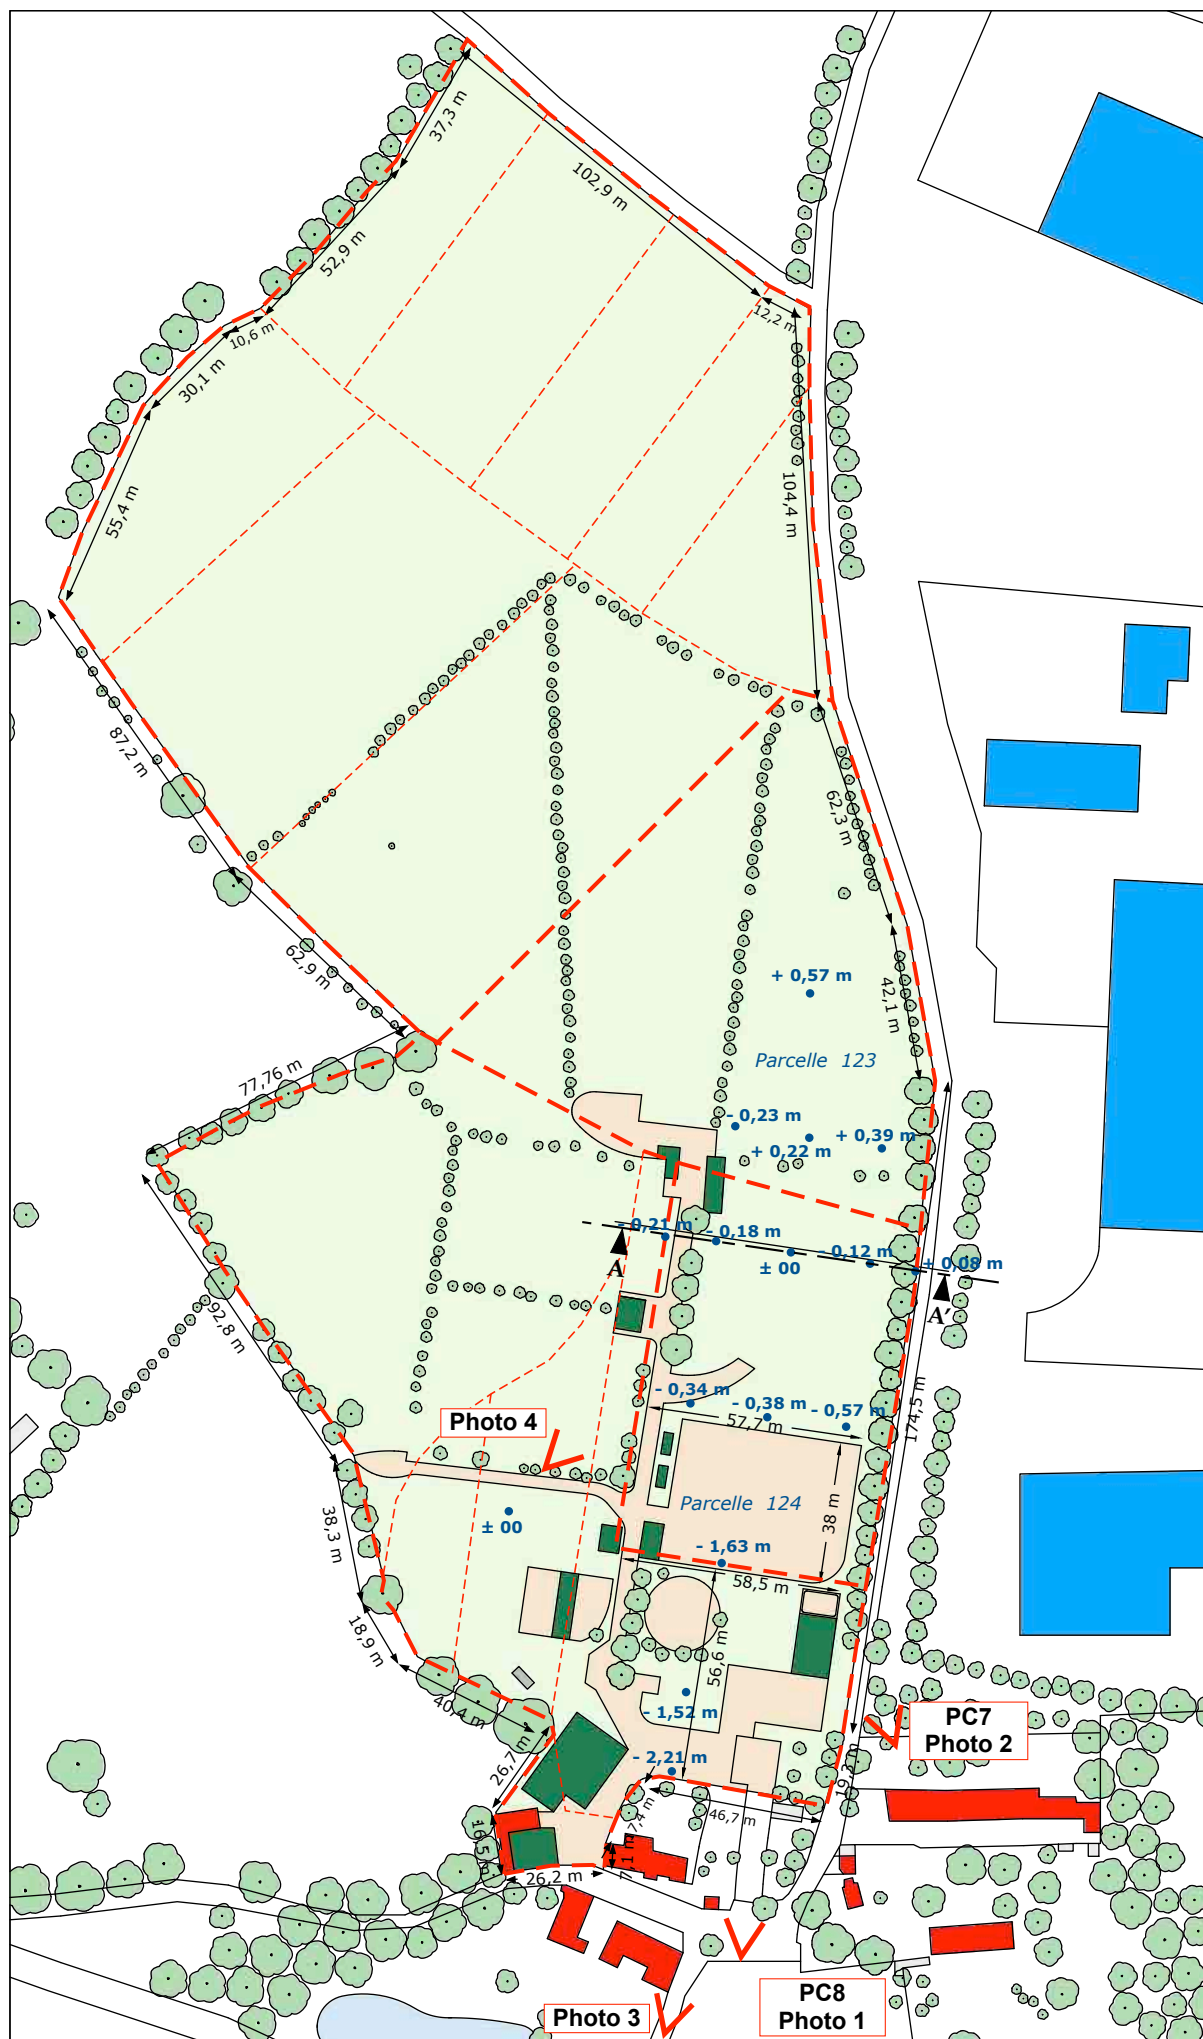 37,3 m
102,9 m
52,9 m
12,2 m
10,6 m
30,1 m
104,4 m
55,4 m
87,2 m
62,3 m
62,9 m
+ 0,57 m
42,1 m
Parcelle 123
77,76 m
- 0,23 m
+ 0,22 m
+ 0,39 m
- 0,21 m
- 0,18 m
- 0,12 m
± 00
+ 0,08 m
A
A'
92,8 m
- 0,34 m
- 0,38 m
- 0,57 m
57,7 m
174,5 m
Photo 4
Parcelle 124
38 m
38,3 m
± 00
- 1,63 m
58,5 m
18,9 m
56,6 m
40,4 m
- 1,52 m
PC7
Photo 2
26,7 m
- 2,21 m
19,3 m
46,7 m
16,5 m
26,2 m
PC8
Photo 1
Photo 3